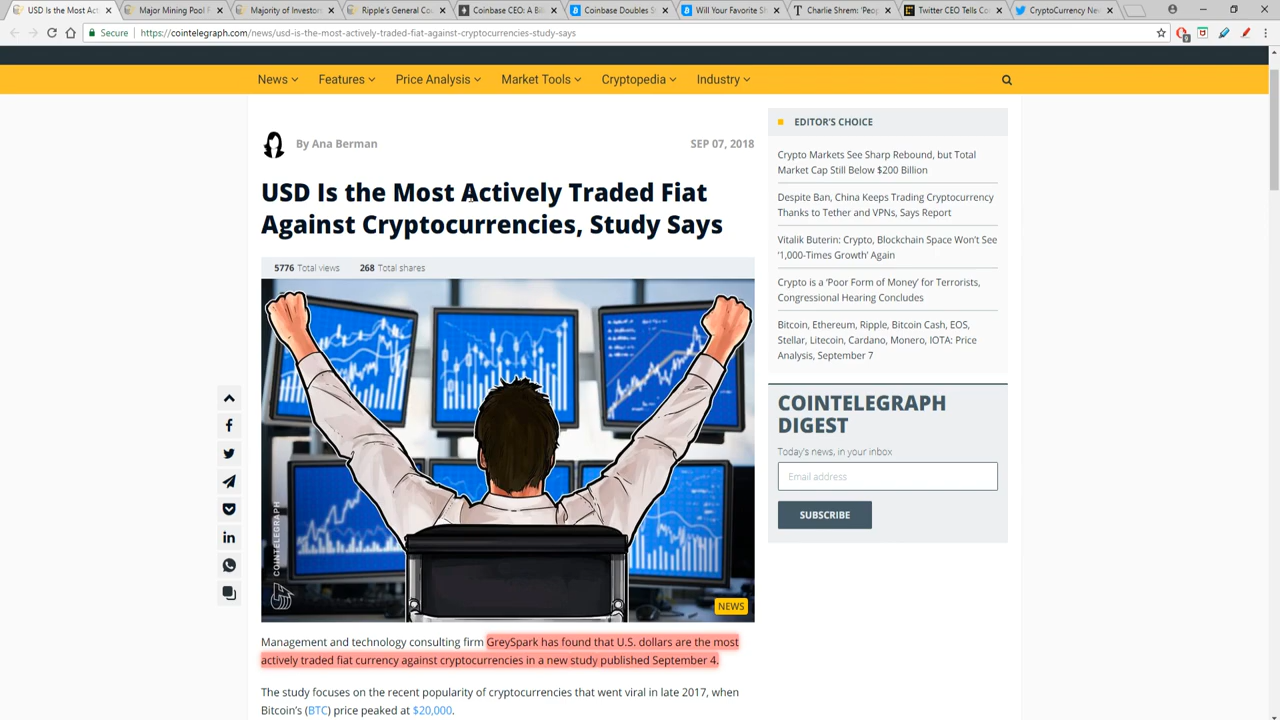 USD Is the Most Act
Major Mining Pool F
Majority of Investors
Ripple's General Cou
Coinbase CEO: A Bi
Coinbase Doubles S
Will Your Favorite Sh
Charlie Shrem: 'Peop
Twitter CEO Tells Co
CryptoCurrency New
Secure https://cointelegraph.com/news/usd-is-the-most-actively-traded-fiat-against-cryptocurrencies-study-says
News Features Price Analysis Market Tools Cryptopedia Industry
By Ana Berman SEP 07, 2018
USD Is the Most Actively Traded Fiat
Against Cryptocurrencies, Study Says
5776 Total views 268 Total shares
COINTELEGRAPH
NEWS
Management and technology consulting firm GreySpark has found that U.S. dollars are the most
actively traded fiat currency against cryptocurrencies in a new study published September 4.
The study focuses on the recent popularity of cryptocurrencies that went viral in late 2017, when
Bitcoin's (BTC) price peaked at $20,000.
EDITOR'S CHOICE
Crypto Markets See Sharp Rebound, but Total
Market Cap Still Below $200 Billion
Despite Ban, China Keeps Trading Cryptocurrency
Thanks to Tether and VPNs, Says Report
Vitalik Buterin: Crypto, Blockchain Space Won't See
'1,000-Times Growth' Again
Crypto is a 'Poor Form of Money' for Terrorists,
Congressional Hearing Concludes
Bitcoin, Ethereum, Ripple, Bitcoin Cash, EOS,
Stellar, Litecoin, Cardano, Monero, IOTA: Price
Analysis, September 7
COINTELEGRAPH
DIGEST
Today's news, in your inbox
Email address
SUBSCRIBE